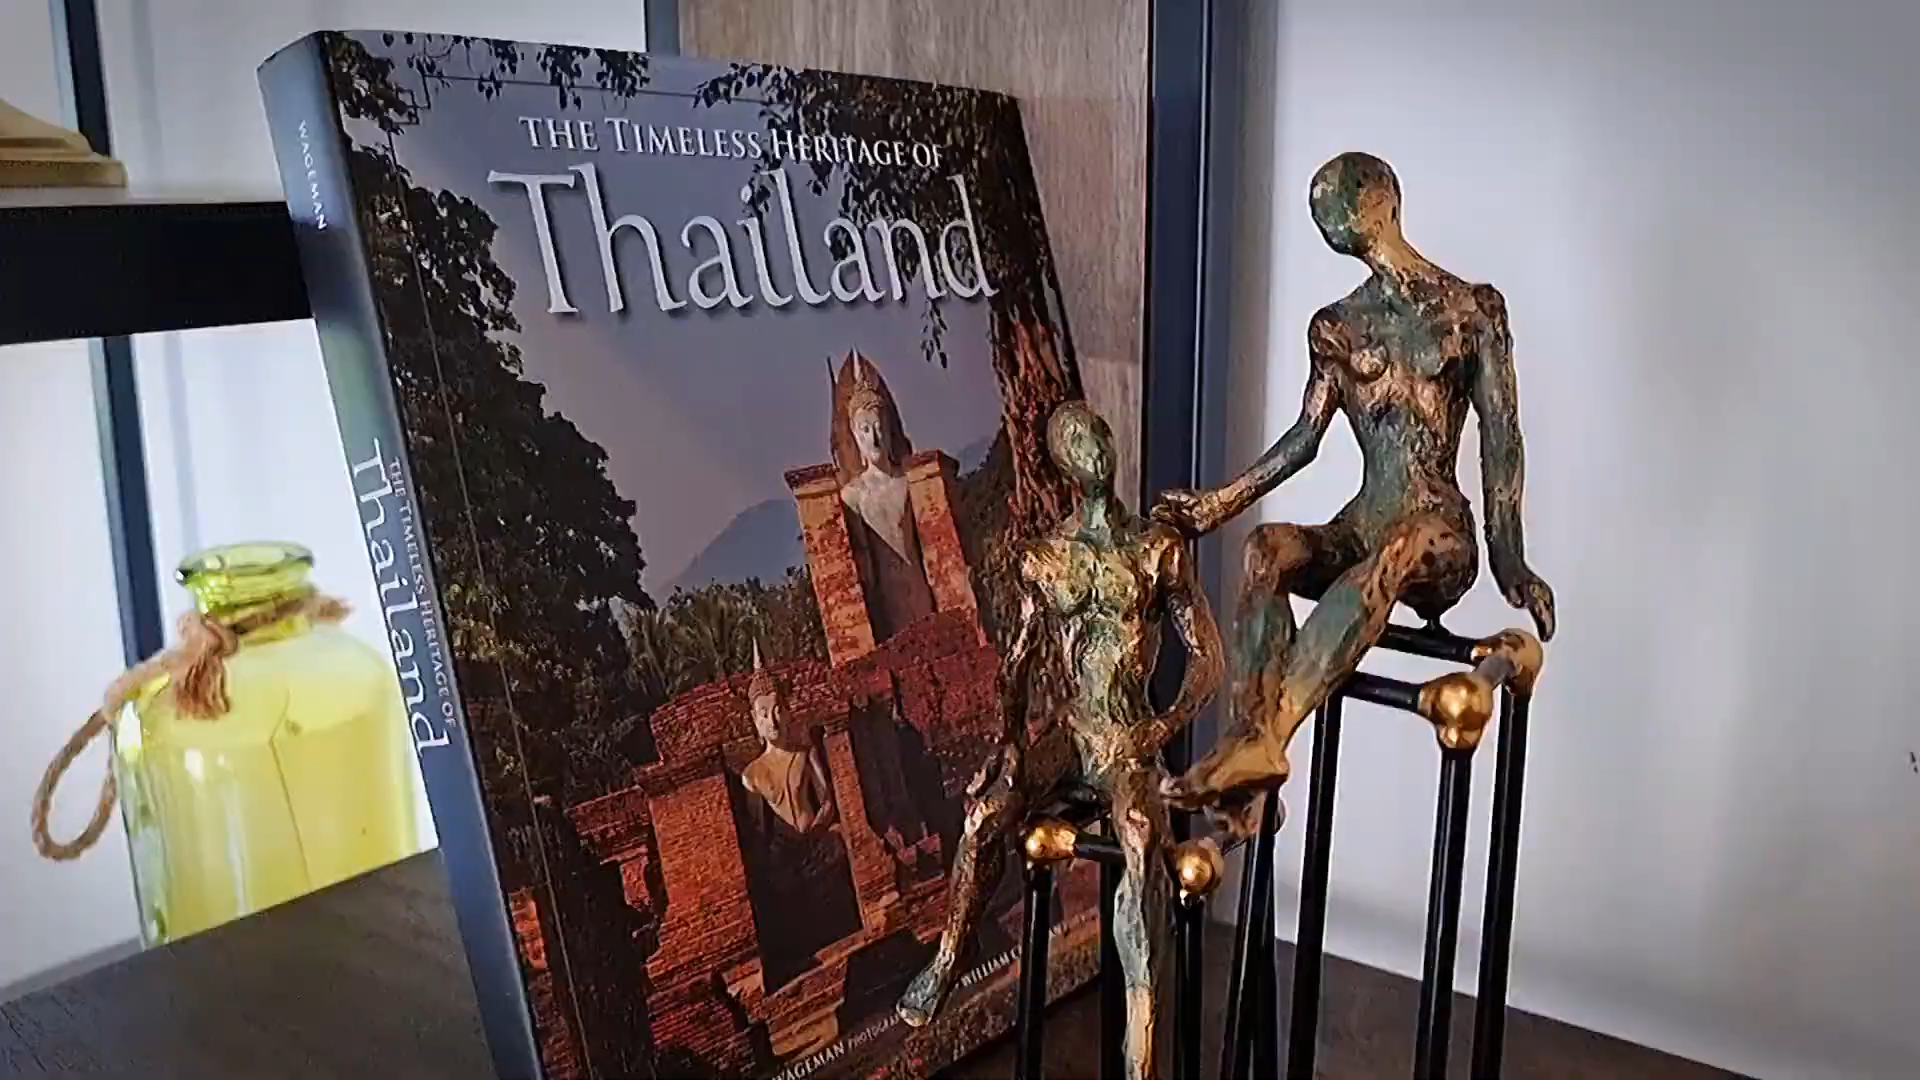 THE TIMELESS HERITAGE OF
Thailand
WAGEMAN
THE TIMELESS HERITAGE OF
Thailand
WILLIAM
WAGEMAN